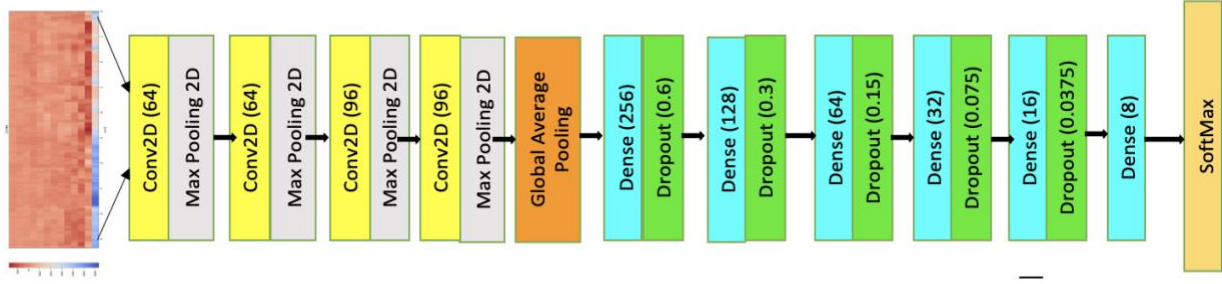 Conv2D (64)
Max Pooling 2D
Conv2D (64)
Max Pooling 2D
Conv2D (96)
Max Pooling 2D
Conv2D (96)
Max Pooling 2D
Global Average
Pooling
Dense (256)
Dropout (0.6)
Dense (128)
Dropout (0.3)
Dense (64)
Dropout (0.15)
Dense (32)
Dropout (0.075)
Dense (16)
Dropout (0.0375)
Dense (8)
SoftMax